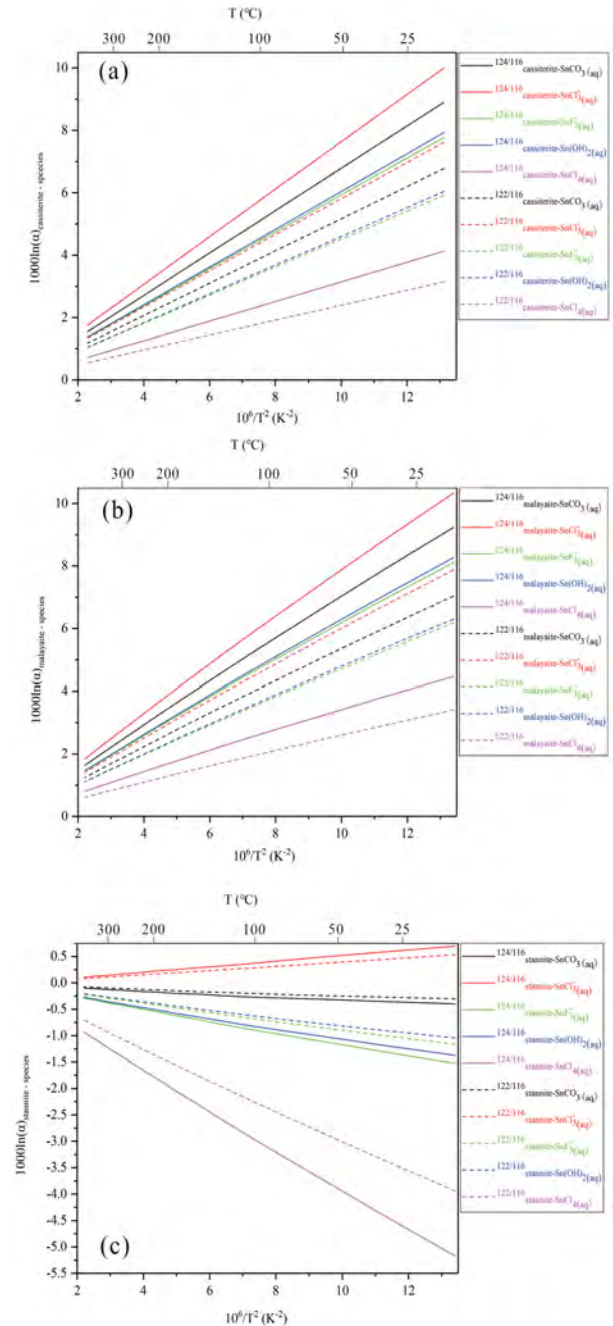 T (°C)
300 200 100 50 25
(a)
10
8
6
4
2
0
1000ln(α)cassiterite - speceies
2 4 6 8 10 12
10⁶/T² (K⁻²)
¹²⁴/¹¹⁶cassiterite-SnCO₃(aq)
¹²⁴/¹¹⁶cassiterite-SnCl₃⁻(aq)
¹²⁴/¹¹⁶cassiterite-SnF₃⁻(aq)
¹²⁴/¹¹⁶cassiterite-Sn(OH)₂(aq)
¹²⁴/¹¹⁶cassiterite-SnCl₄(aq)
¹²²/¹¹⁶cassiterite-SnCO₃(aq)
¹²²/¹¹⁶cassiterite-SnCl₃⁻(aq)
¹²²/¹¹⁶cassiterite-SnF₃⁻(aq)
¹²²/¹¹⁶cassiterite-Sn(OH)₂(aq)
¹²²/¹¹⁶cassiterite-SnCl₄(aq)
T (°C)
300 200 100 50 25
(b)
10
8
6
4
2
0
1000ln(α)malayaite - species
2 4 6 8 10 12
10⁶/T² (K⁻²)
¹²⁴/¹¹⁶malayaite-SnCO₃(aq)
¹²⁴/¹¹⁶malayaite-SnCl₃⁻(aq)
¹²⁴/¹¹⁶malayaite-SnF₃⁻(aq)
¹²⁴/¹¹⁶malayaite-Sn(OH)₂(aq)
¹²⁴/¹¹⁶malayaite-SnCl₄(aq)
¹²²/¹¹⁶malayaite-SnCO₃(aq)
¹²²/¹¹⁶malayaite-SnCl₃⁻(aq)
¹²²/¹¹⁶malayaite-SnF₃⁻(aq)
¹²²/¹¹⁶malayaite-Sn(OH)₂(aq)
¹²²/¹¹⁶malayaite-SnCl₄(aq)
T (°C)
300 200 100 50 25
0.5
0.0
-0.5
-1.0
-1.5
-2.0
-2.5
-3.0
-3.5
-4.0
-4.5
-5.0
-5.5
1000ln(α)stannite - species
(c)
2 4 6 8 10 12
10⁶/T² (K⁻²)
¹²⁴/¹¹⁶stannite-SnCO₃(aq)
¹²⁴/¹¹⁶stannite-SnCl₃⁻(aq)
¹²⁴/¹¹⁶stannite-SnF₃⁻(aq)
¹²⁴/¹¹⁶stannite-Sn(OH)₂(aq)
¹²⁴/¹¹⁶stannite-SnCl₄(aq)
¹²²/¹¹⁶stannite-SnCO₃(aq)
¹²²/¹¹⁶stannite-SnCl₃⁻(aq)
¹²²/¹¹⁶stannite-SnF₃⁻(aq)
¹²²/¹¹⁶stannite-Sn(OH)₂(aq)
¹²²/¹¹⁶stannite-SnCl₄(aq)